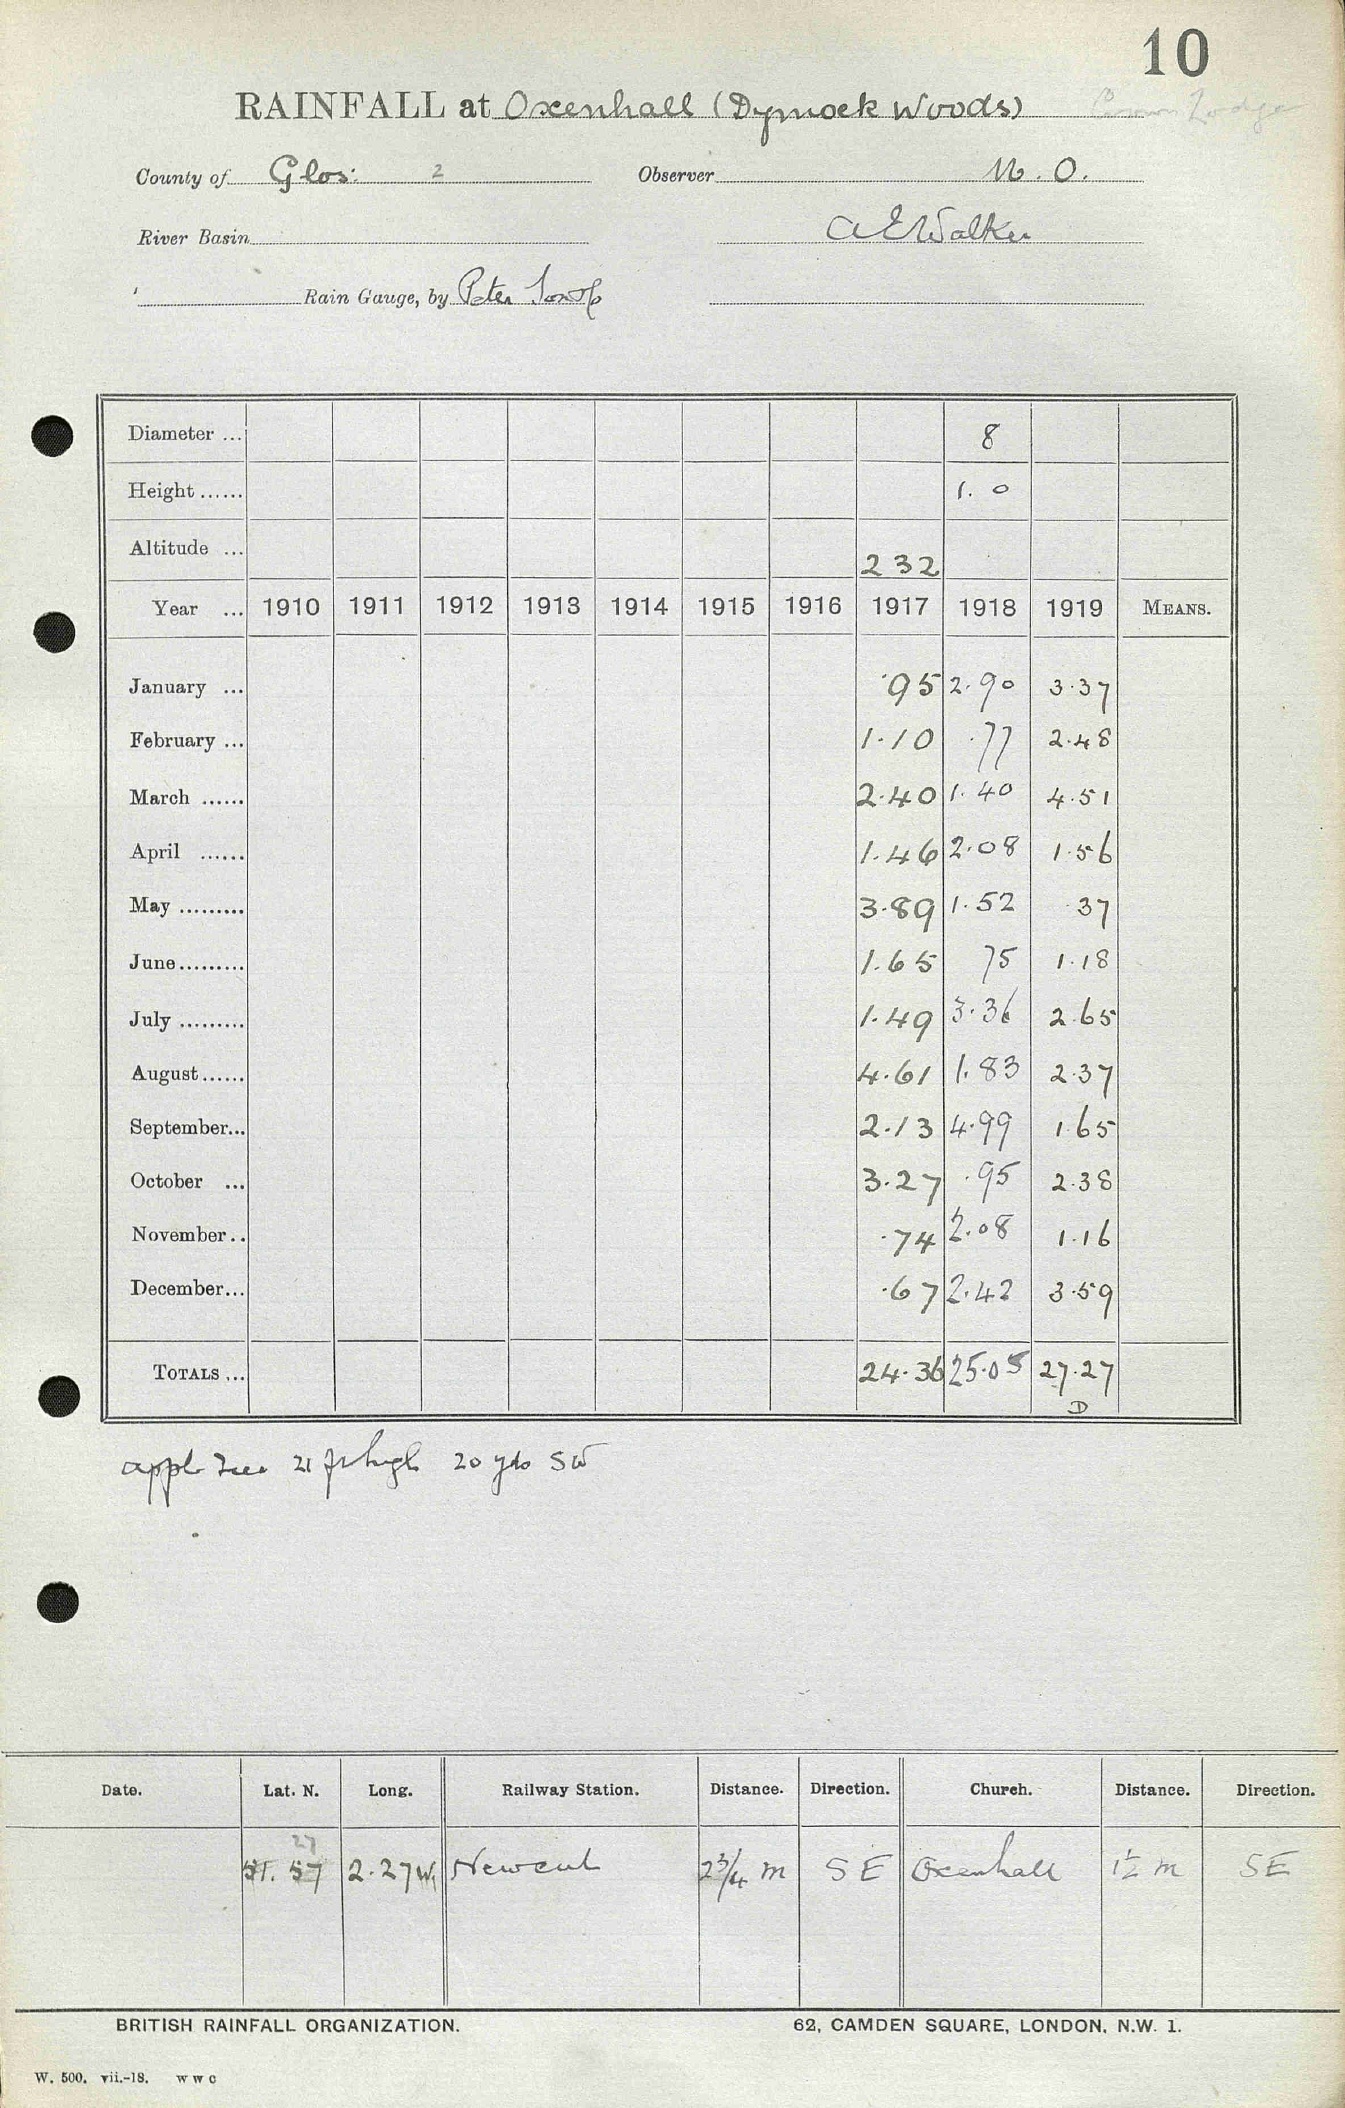 10
RAINFALL at Oxenhall (Dymock Woods) Crown Lodge
County of Glos: 2 Observer M.O.
River Basin A E Walker
Rain Gauge, by Peter
Diameter ... 8
Height ...... 1.0
Altitude ... 232
Year ... 1910 1911 1912 1913 1914 1915 1916 1917 1918 1919 MEANS.
January ... .95 2.90 3.37
February ... 1.10 .77 2.48
March ...... 2.40 1.40 4.51
April ...... 1.46 2.08 1.56
May ......... 3.89 1.52 .37
June ......... 1.65 75 1.18
July ......... 1.49 3.36 2.65
August ...... 4.61 1.83 2.37
September... 2.13 4.99 1.65
October ... 3.27 .95 2.38
November .. .74 2.08 1.16
December... .67 2.42 3.59
TOTALS ... 24.36 25.05 27.27
D
apple tree 21 ft high 20 yds SW
Date. Lat. N. Long. Railway Station. Distance. Direction. Church. Distance. Direction.
27
51. 57 2.27W. Newent 2 3/4 m SE Oxenhall 1 1/2 m SE
BRITISH RAINFALL ORGANIZATION. 62, CAMDEN SQUARE, LONDON, N.W. 1.
W. 500. vii.-18. W W C